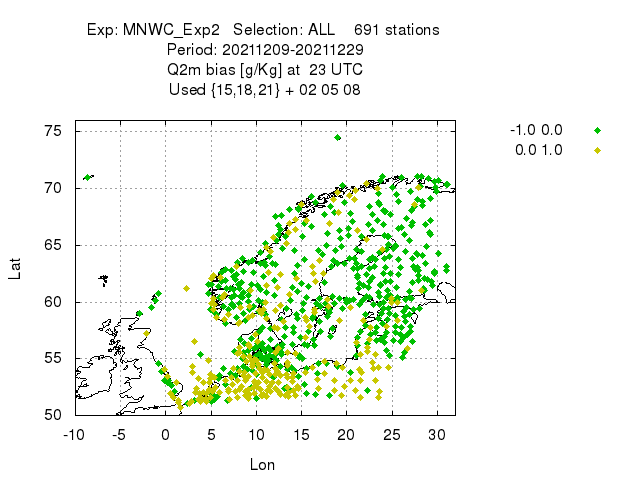 Exp: MNWC_Exp2 Selection: ALL 691 stations
Period: 20211209-20211229
Q2m bias [g/Kg] at 23 UTC
Used {15,18,21} + 02 05 08
-1.0 0.0
0.0 1.0
75
70
65
60
55
50
Lat
-10 -5 0 5 10 15 20 25 30
Lon